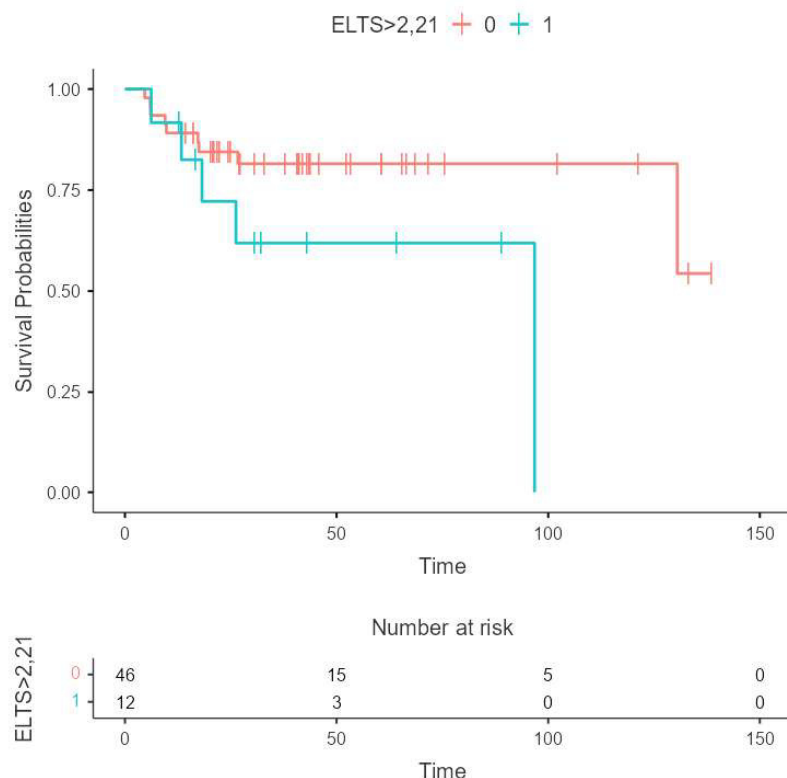 ELTS>2,21 0 1
Survival Probabilities
1.00
0.75
0.50
0.25
0.00
0 50 100 150
Time
Number at risk
ELTS>2,21
0 46 15 5 0
1 12 3 0 0
0 50 100 150
Time